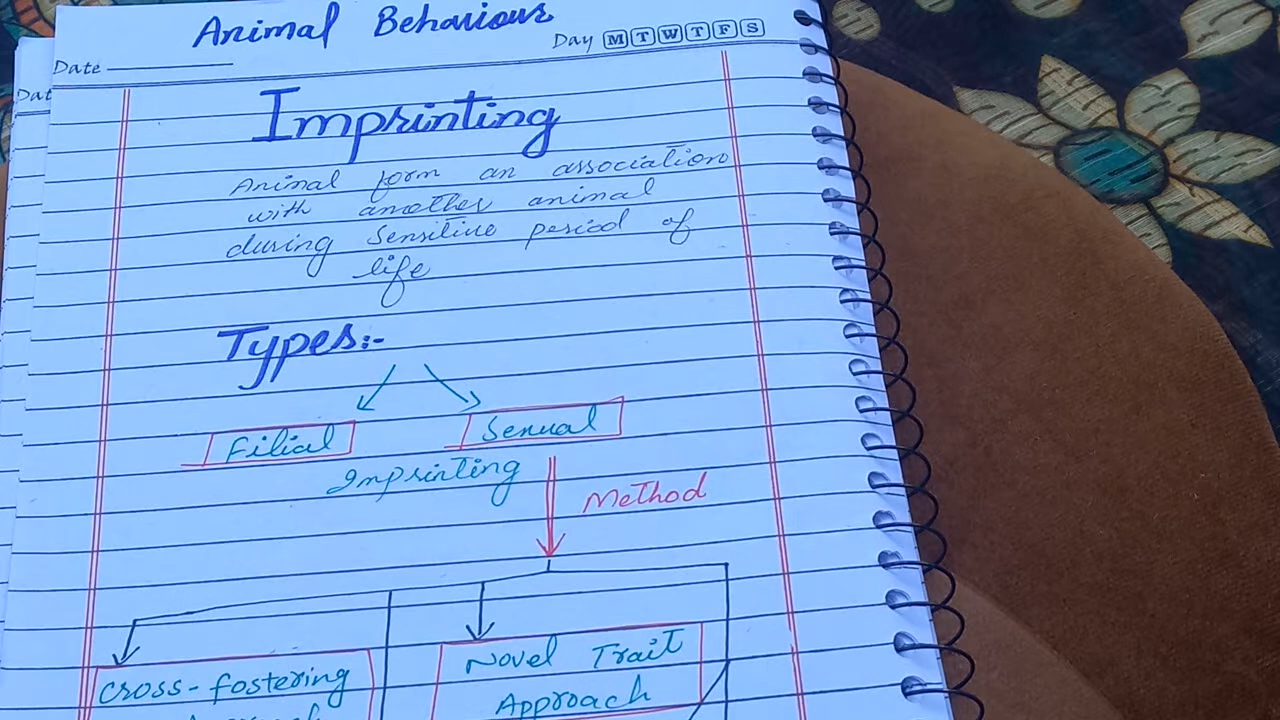 Animal Behaviour
Day M T W T F S
Date
Dat
Imprinting
Animal form an association
with another animal
during Sensitive period of
life
Types:-
Filial
Sexual
Imprinting
Method
Cross-fostering
Novel Trait
Approach